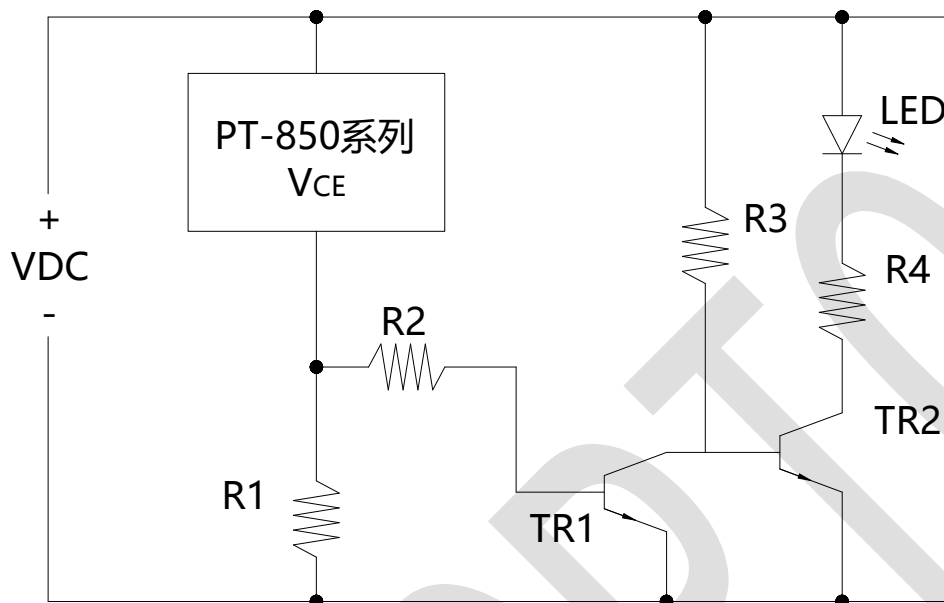 PT-850系列
VCE
LED
+
VDC
-
R3
R4
R2
TR2
R1
TR1